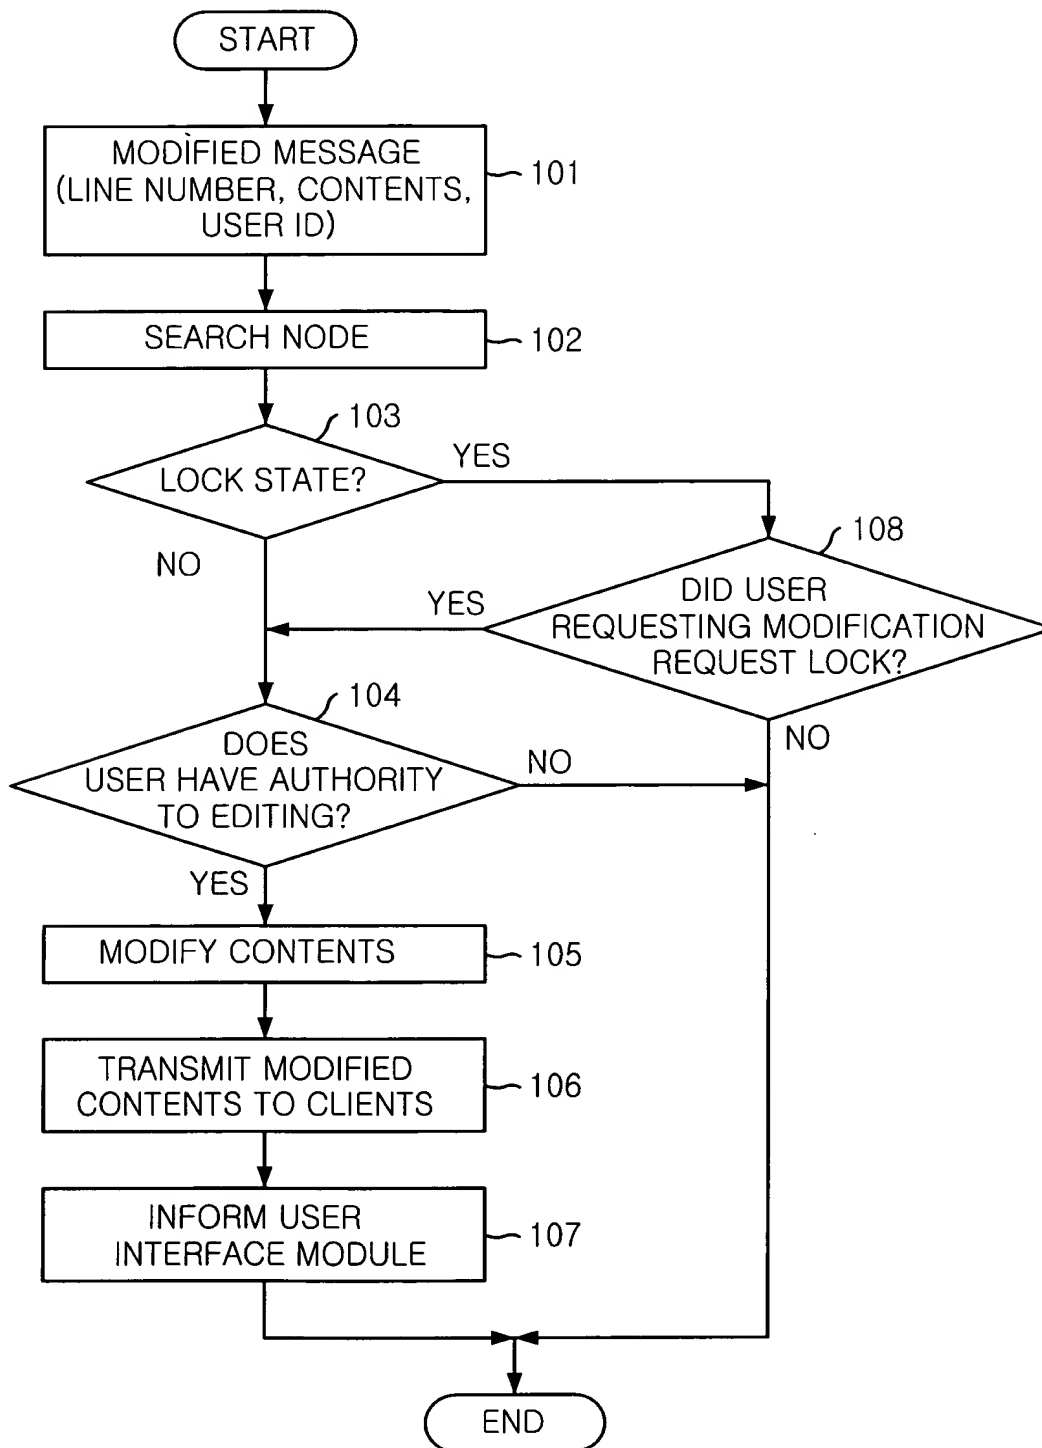 START
MODIFIED MESSAGE
(LINE NUMBER, CONTENTS,
USER ID)
101
SEARCH NODE
102
103
LOCK STATE?
YES
NO
108
DID USER
REQUESTING MODIFICATION
REQUEST LOCK?
YES
NO
104
DOES
USER HAVE AUTHORITY
TO EDITING?
NO
YES
MODIFY CONTENTS
105
TRANSMIT MODIFIED
CONTENTS TO CLIENTS
106
INFORM USER
INTERFACE MODULE
107
END